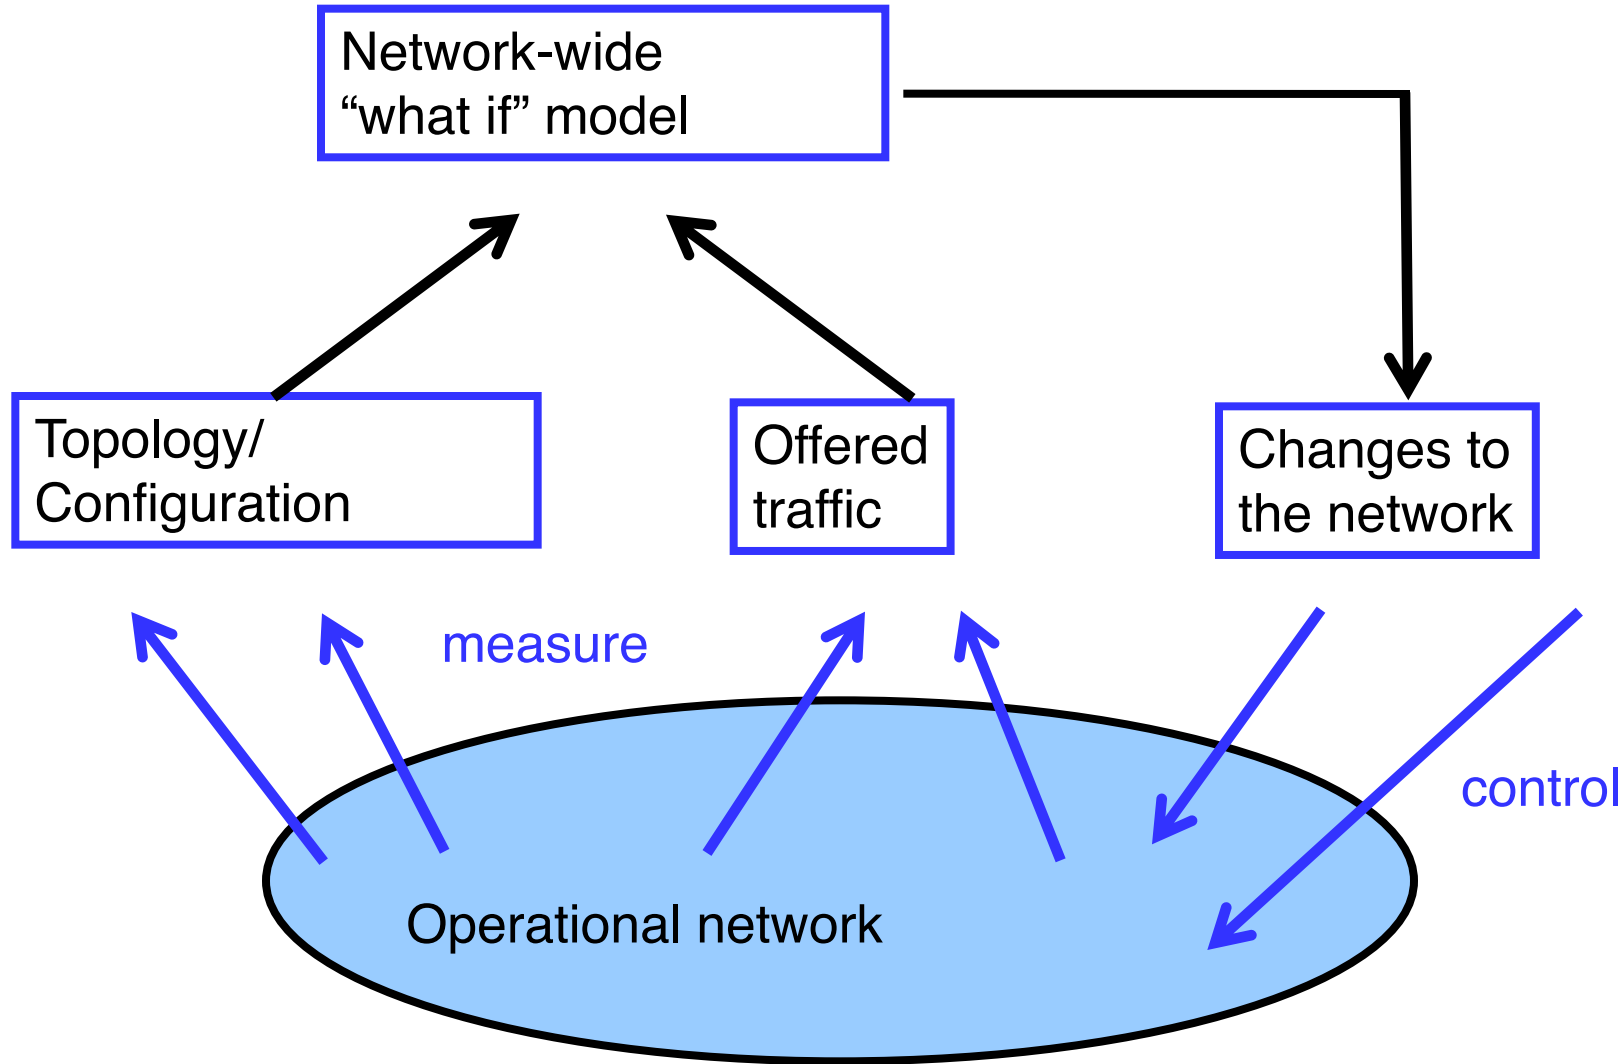 Network-wide
“what if” model
Topology/
Configuration
Offered
traffic
Changes to
the network
measure
control
Operational network